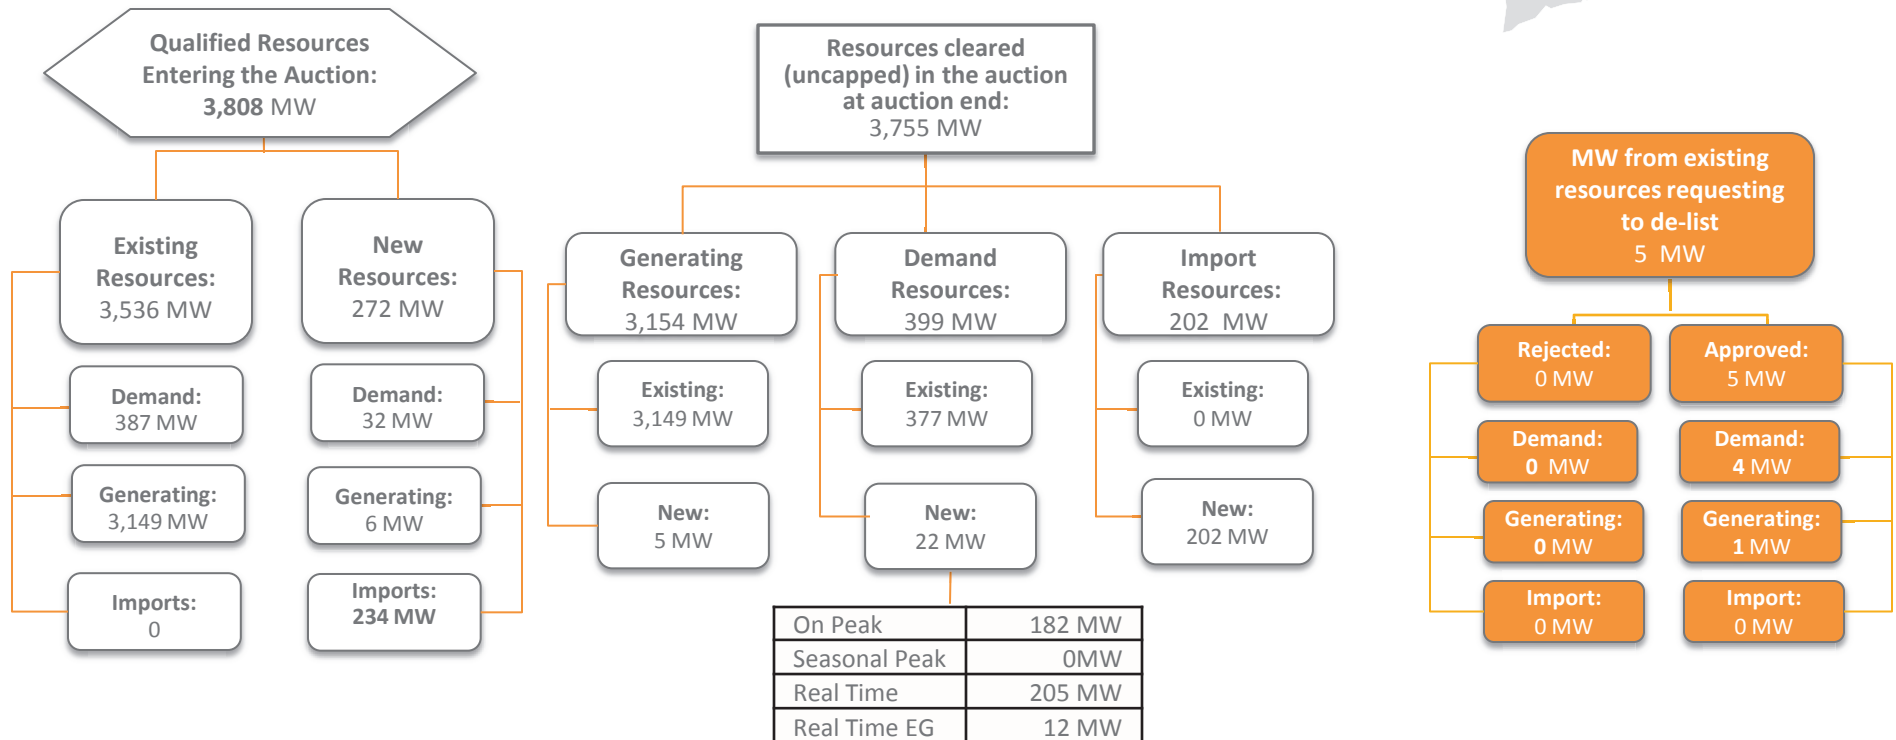 Qualified Resources
Entering the Auction:
3,808 MW
Existing
Resources:
3,536 MW
New
Resources:
272 MW
Demand:
387 MW
Demand:
32 MW
Generating:
3,149 MW
Generating:
6 MW
Imports:
0
Imports:
234 MW
Resources cleared
(uncapped) in the auction
at auction end:
3,755 MW
Generating
Resources:
3,154 MW
Demand
Resources:
399 MW
Import
Resources:
202 MW
Existing:
3,149 MW
Existing:
377 MW
Existing:
0 MW
New:
5 MW
New:
22 MW
New:
202 MW
On Peak 182 MW
Seasonal Peak 0MW
Real Time 205 MW
Real Time EG 12 MW
MW from existing
resources requesting
to de-list
5 MW
Rejected:
0 MW
Approved:
5 MW
Demand:
0 MW
Demand:
4 MW
Generating:
0 MW
Generating:
1 MW
Import:
0 MW
Import:
0 MW